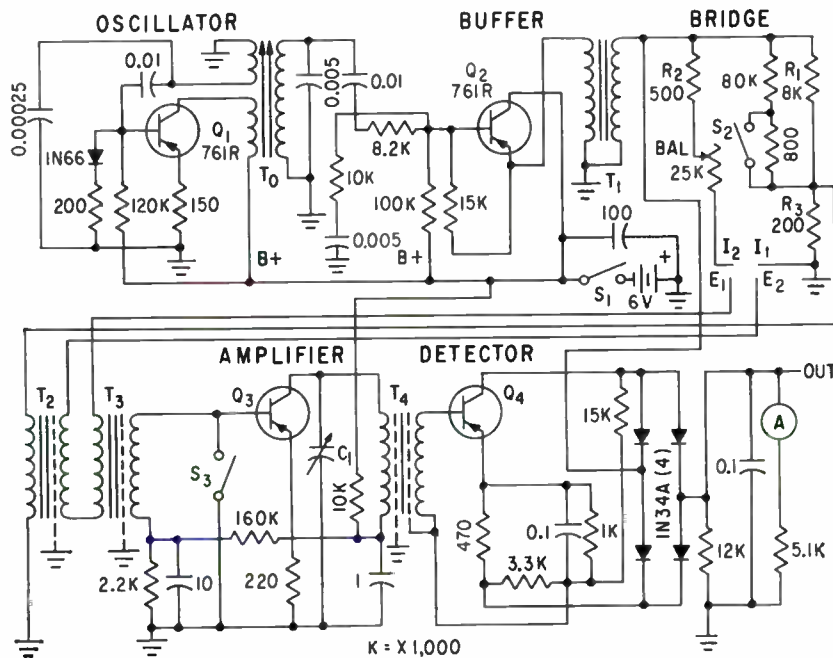 OSCILLATOR BUFFER BRIDGE
0.00025
0.01
1N66
200
120K
150
Q1
761R
T0
B+
0.005
0.01
8.2K
10K
0.005
100K
15K
B+
Q2
761R
T1
100
S1
6V
+
R2
500
BAL
25K
80K
S2
800
R1
8K
R3
200
I2 I1
E1 E2
AMPLIFIER DETECTOR
T2
T3
S3
2.2K
10
160K
Q3
220
C1
10K
1
T4
Q4
470
3.3K
0.1
1K
15K
1N34A (4)
12K
0.1
OUT
A
5.1K
K = X 1,000